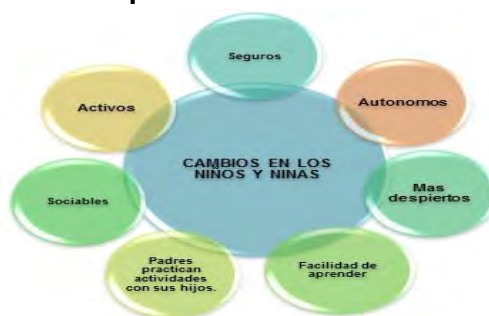 Seguros
Autonomos
Mas
despiertos
Facilidad de
aprender
Padres
practican
actividades
con sus hijos.
Sociables
Activos
CAMBIOS EN LOS
NIÑOS Y NINAS